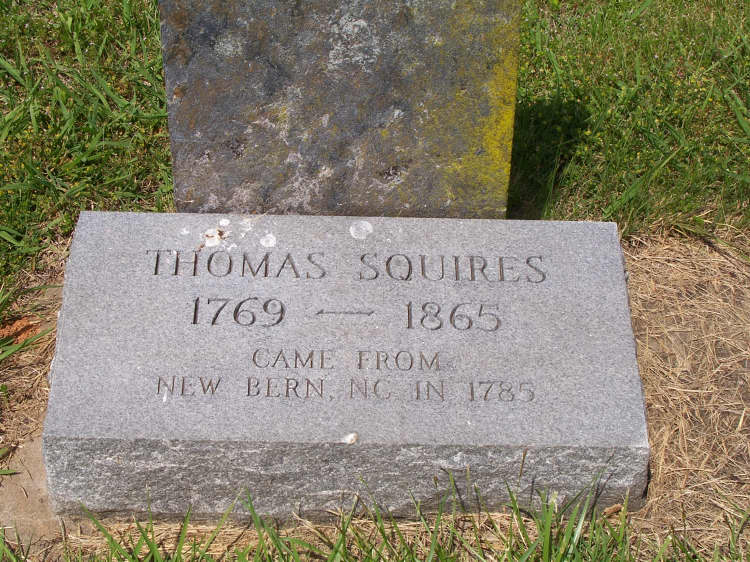 THOMAS SQUIRES
1769 — 1865
CAME FROM
NEW BERN, NC IN 1785